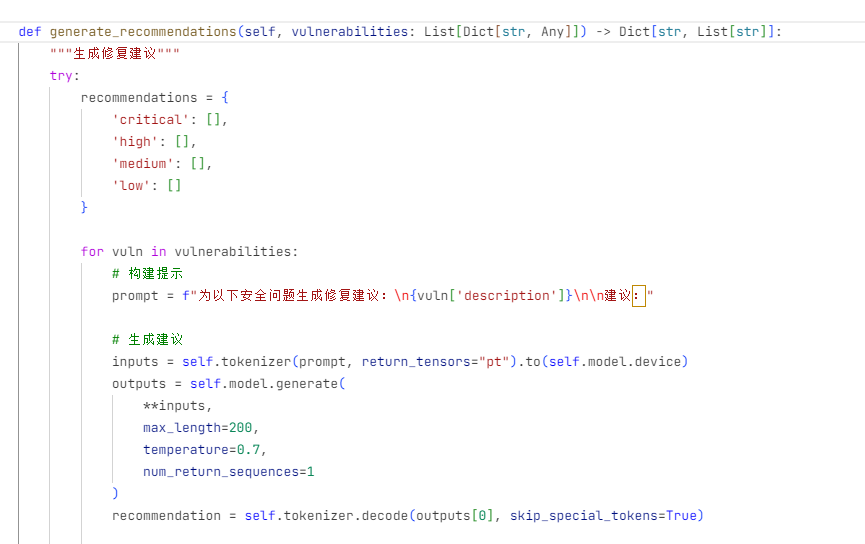 def generate_recommendations(self, vulnerabilities: List[Dict[str, Any]]) -> Dict[str, List[str]]:
    """生成修复建议"""
    try:
        recommendations = {
            'critical': [],
            'high': [],
            'medium': [],
            'low': []
        }
        for vuln in vulnerabilities:
            # 构建提示
            prompt = f"为以下安全问题生成修复建议：\n{vuln['description']}\n\n建议："
            # 生成建议
            inputs = self.tokenizer(prompt, return_tensors="pt").to(self.model.device)
            outputs = self.model.generate(
                **inputs,
                max_length=200,
                temperature=0.7,
                num_return_sequences=1
            )
            recommendation = self.tokenizer.decode(outputs[0], skip_special_tokens=True)